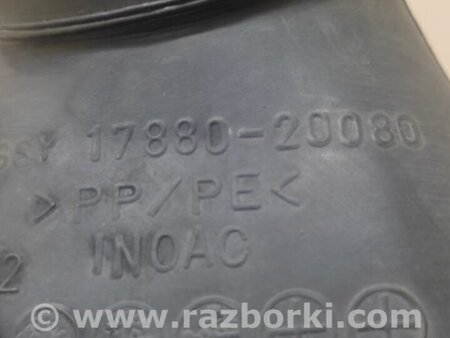 SSY 17880-20080
>PP/PE<
2 INOAC
www.razborki.com